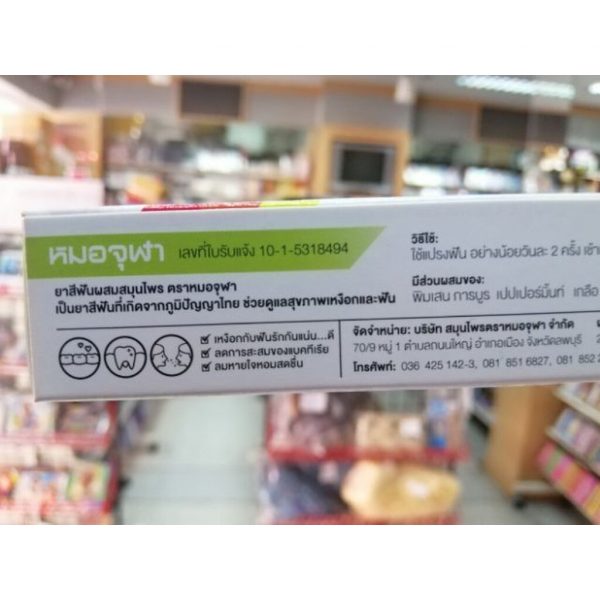 หมอจุฬา เลขที่ใบรับแจ้ง 10-1-5318494
ยาสีฟันผสมสมุนไพร ตราหมอจุฬา
เป็นยาสีฟันที่เกิดจากภูมิปัญญาไทย ช่วยดูแลสุขภาพเหงือกและฟัน
เหงือกกับฟันรักกันแน่น...ดี
ลดการสะสมของแบคทีเรีย
ลมหายใจหอมสดชื่น
วิธีใช้:
ใช้แปรงฟัน อย่างน้อยวันละ 2 ครั้ง เช้า
มีส่วนผสมของ:
พิมเสน การบูร เปปเปอร์มิ้นท์ เกลือ
จัดจำหน่าย: บริษัท สมุนไพรตราหมอจุฬา จำกัด
70/9 หมู่ 1 ตำบลถนนใหญ่ อำเภอเมือง จังหวัดลพบุรี
โทรศัพท์: 036 425 142-3, 081 851 6827, 081 852 2